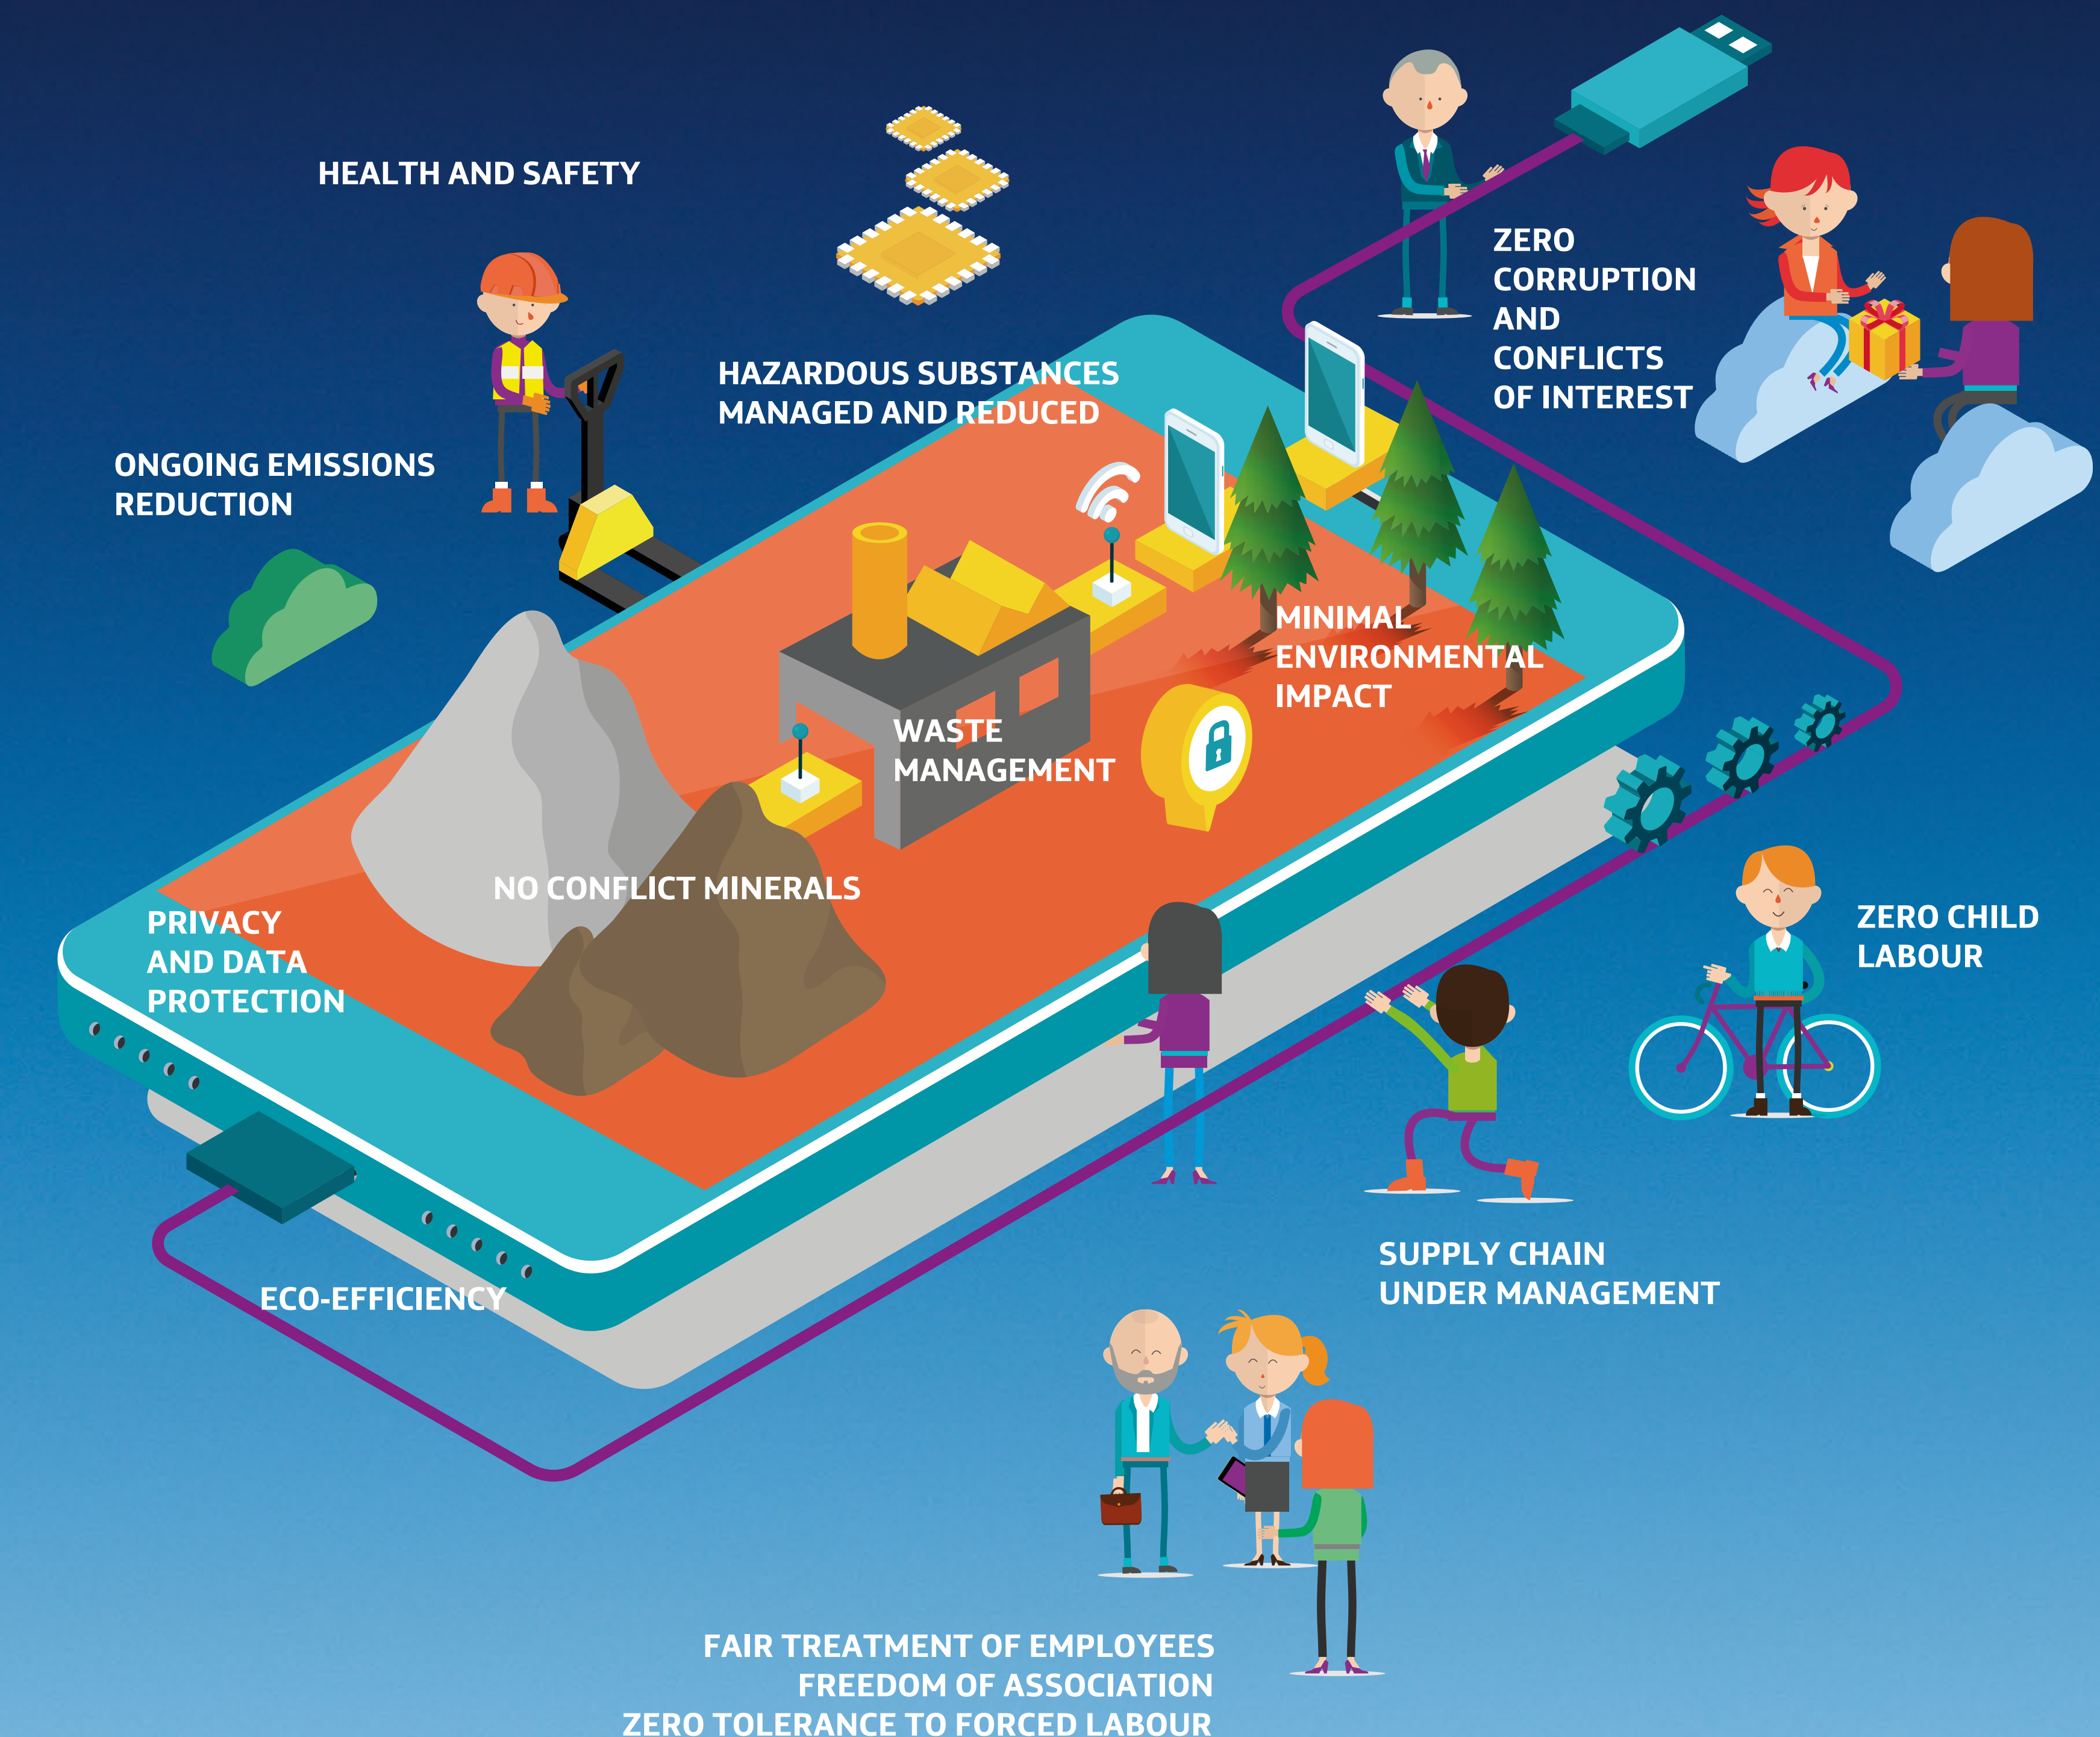 HEALTH AND SAFETY
ZERO
CORRUPTION
AND
CONFLICTS
OF INTEREST
HAZARDOUS SUBSTANCES
MANAGED AND REDUCED
ONGOING EMISSIONS
REDUCTION
MINIMAL
ENVIRONMENTAL
IMPACT
WASTE
MANAGEMENT
NO CONFLICT MINERALS
PRIVACY
AND DATA
PROTECTION
ZERO CHILD
LABOUR
SUPPLY CHAIN
UNDER MANAGEMENT
ECO-EFFICIENCY
FAIR TREATMENT OF EMPLOYEES
FREEDOM OF ASSOCIATION
ZERO TOLERANCE TO FORCED LABOUR